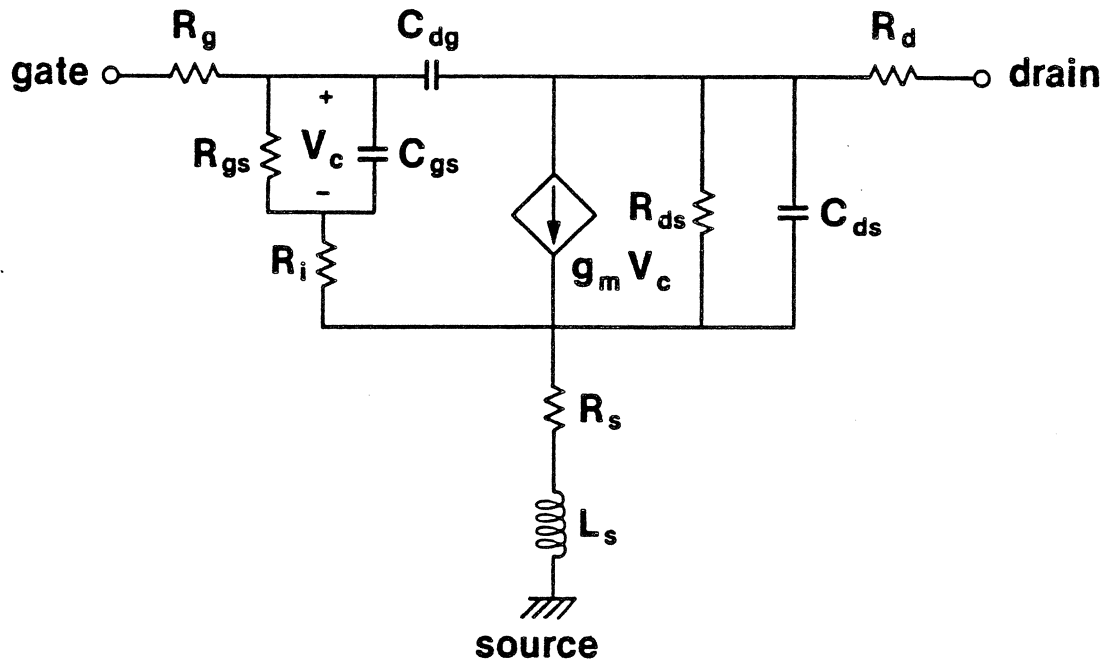 R_g
C_dg
R_d
gate
drain
+
R_gs
V_c
C_gs
-
R_i
g_m V_c
R_ds
C_ds
R_s
L_s
source